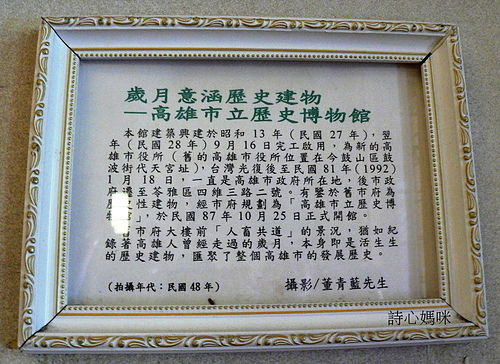 歲月意涵歷史建物
—高雄市立歷史博物館
本館建築興建於昭和13年(民國27年),翌
年(民國28年)9月16日完工啟用,為新的高
雄市役所(舊的高雄市役所位置在今鼓山區鼓
波街代天宮址),台灣光復後至民國81年(1992)
1月18日,一直是高雄市政府所在地,後市政
府遷至苓雅區四維三路二號。有鑒於舊市府為
歷史性建物,經市府規劃為「高雄市立歷史博
物館」,於民國87年10月25日正式開館。
市府大樓前「人畜共道」的景況,猶如紀
錄著高雄人曾經走過的歲月,本身即是活生生
的歷史建物,匯聚了整個高雄市的發展歷史。
(拍攝年代:民國48年)
攝影/董青藍先生
詩心媽咪